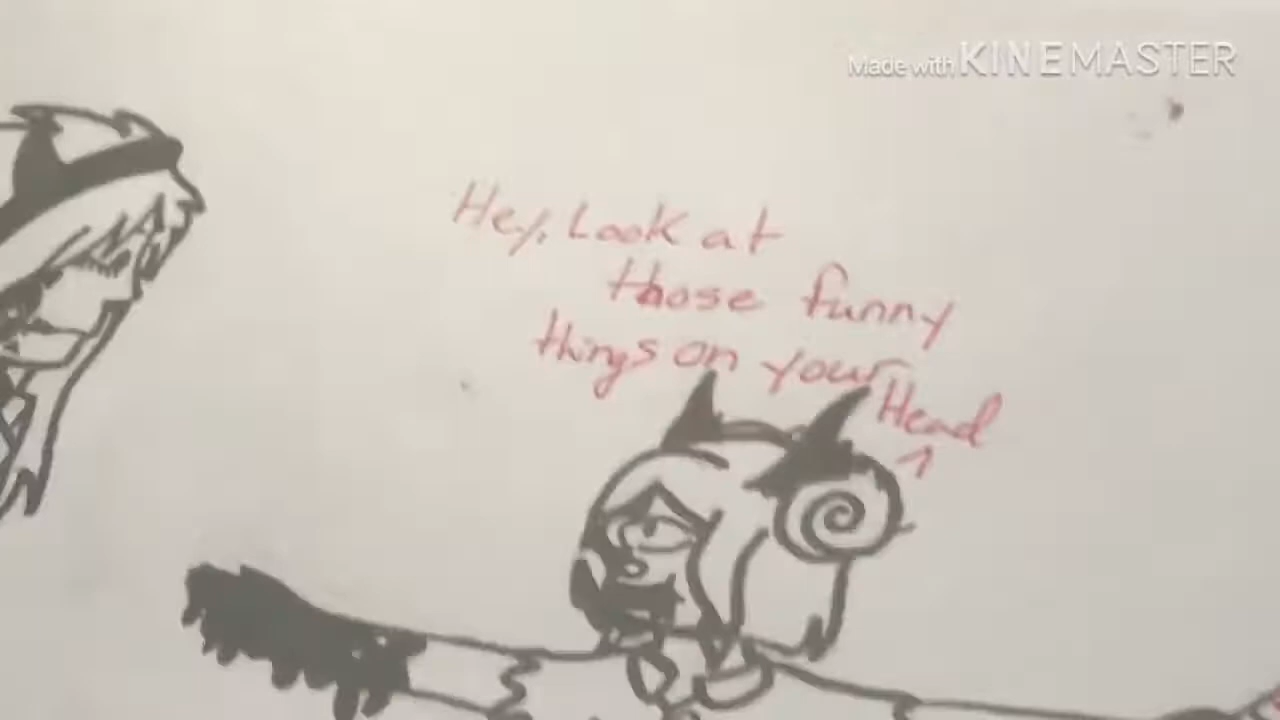 Made with KINEMASTER
Hey, Look at
those funny
things on your
Head